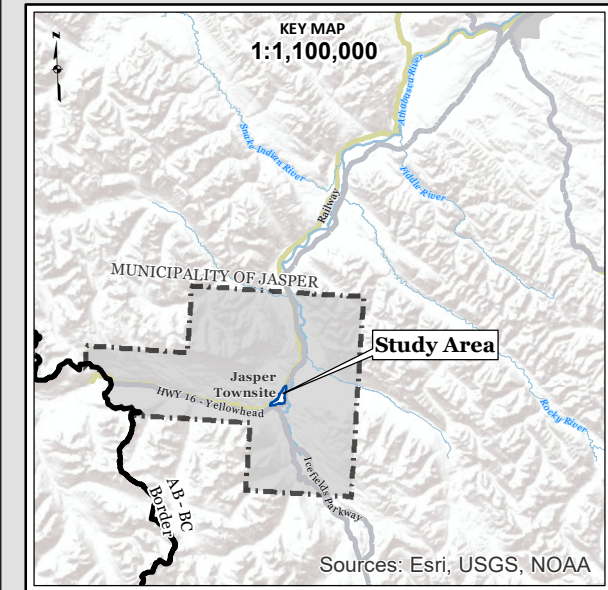 KEY MAP
1:1,100,000
N
Athabasca River
Snake Indian River
Fiddle River
Railway
MUNICIPALITY OF JASPER
Study Area
Jasper
Townsite
HWY 16 - Yellowhead
Rocky River
Icefields Parkway
AB - BC
Border
Sources: Esri, USGS, NOAA